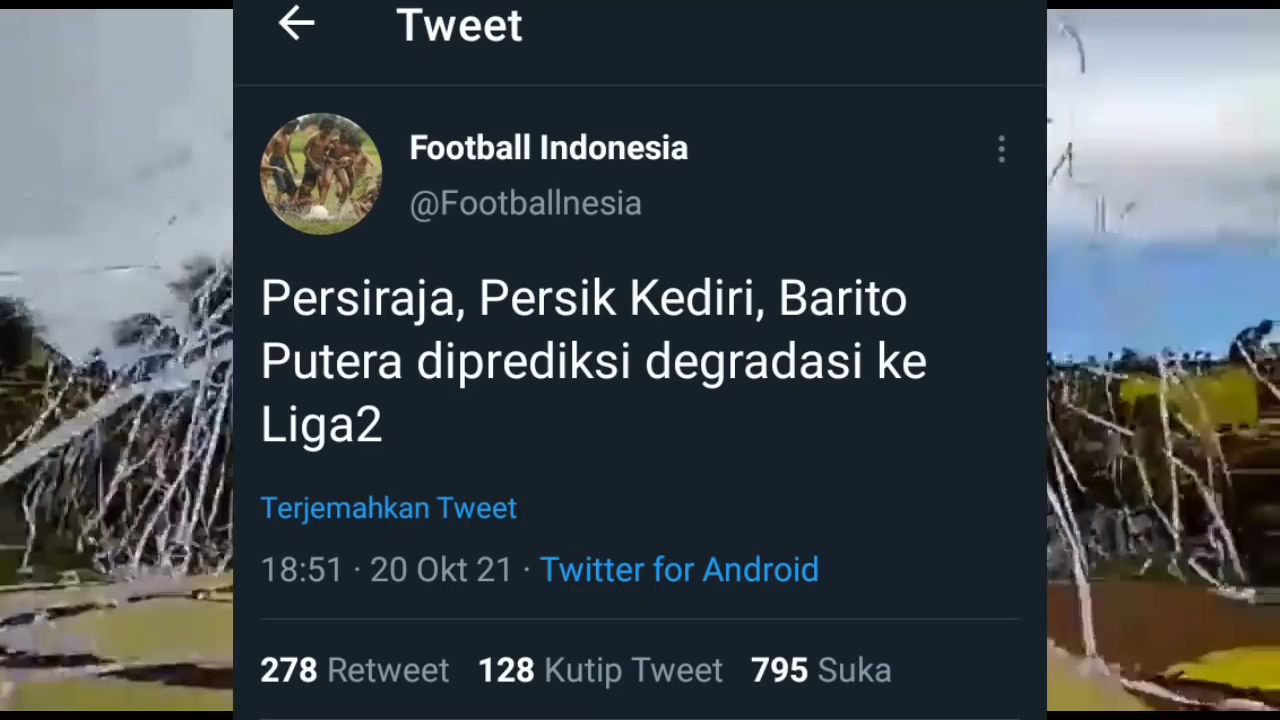 Tweet
Football Indonesia
@Footballnesia
Persiraja, Persik Kediri, Barito
Putera diprediksi degradasi ke
Liga2
Terjemahkan Tweet
18:51 · 20 Okt 21 · Twitter for Android
278 Retweet 128 Kutip Tweet 795 Suka